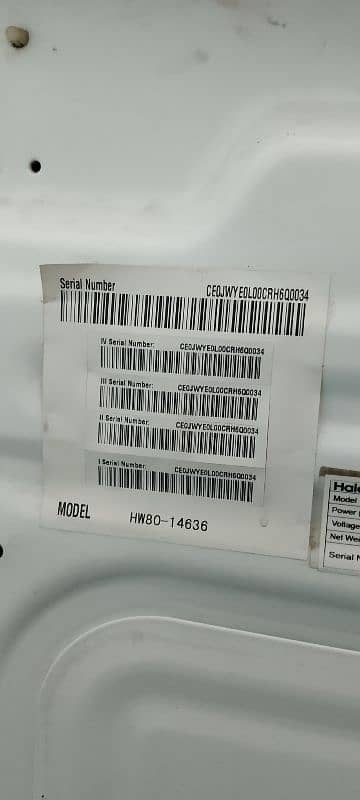 Serial Number CE0JWYE0L00CRH6Q0034
IV Serial Number: CE0JWYE0L00CRH6Q0034
III Serial Number: CE0JWYE0L00CRH6Q0034
II Serial Number: CE0JWYE0L00CRH6Q0034
I Serial Number: CE0JWYE0L00CRH6Q0034
MODEL HW80-14636
Haie
Model
Power
Voltage
Net Wei
Serial N